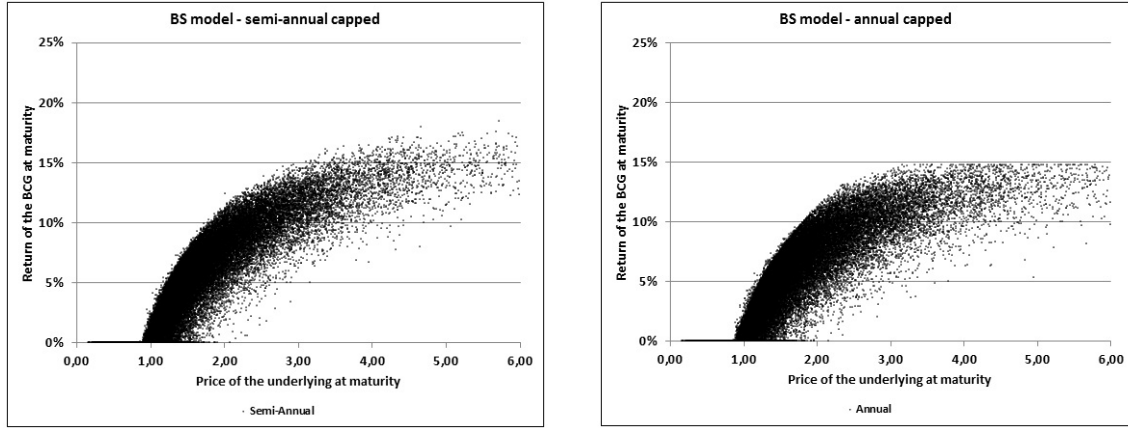 BS model - semi-annual capped
25%
20%
15%
10%
5%
0%
Return of the BCG at maturity
0,00 1,00 2,00 3,00 4,00 5,00 6,00
Price of the underlying at maturity
Semi-Annual
BS model - annual capped
25%
20%
15%
10%
5%
0%
Return of the BCG at maturity
0,00 1,00 2,00 3,00 4,00 5,00 6,00
Price of the underlying at maturity
Annual